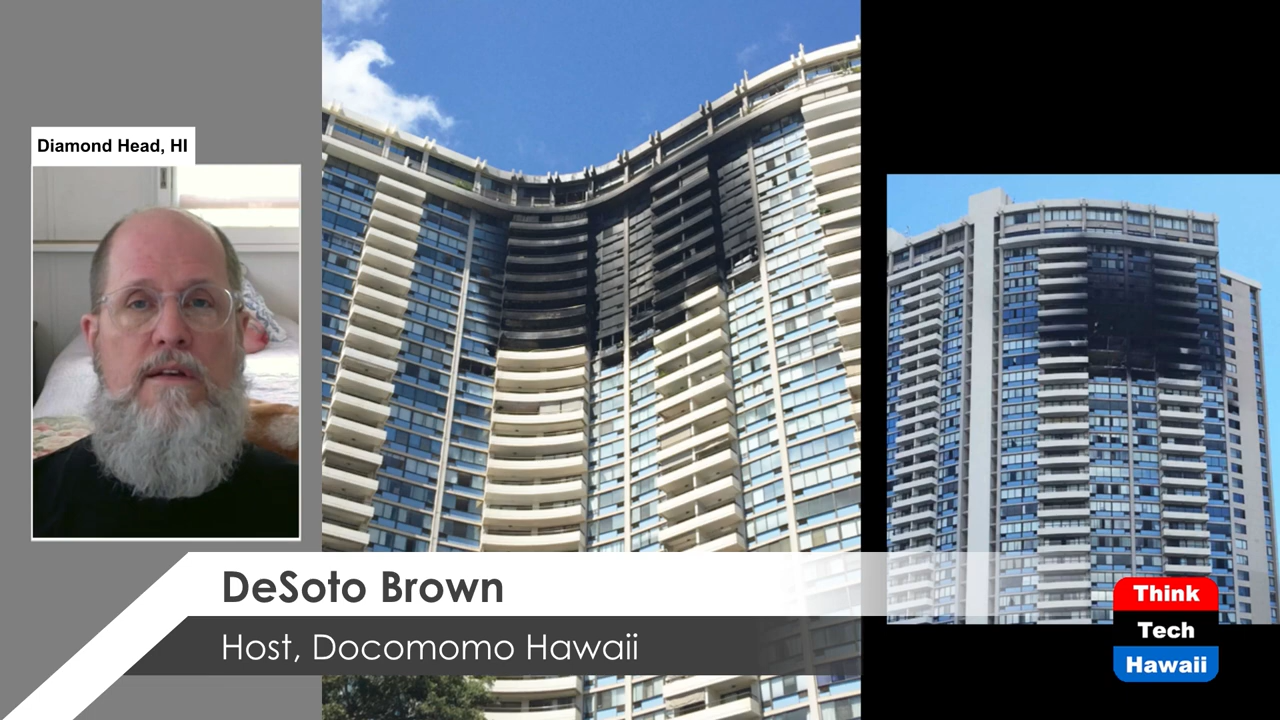 Diamond Head, HI
DeSoto Brown
Host, Docomomo Hawaii
Think
Tech
Hawaii